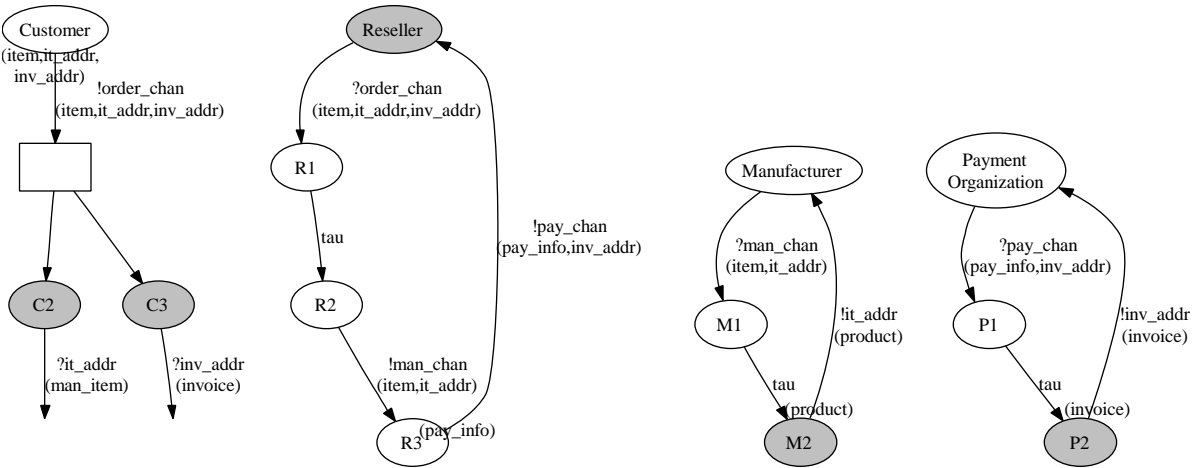 Customer
(item,it_addr,
inv_addr)
!order_chan
(item,it_addr,inv_addr)
C2
C3
?it_addr
(man_item)
?inv_addr
(invoice)
Reseller
?order_chan
(item,it_addr,inv_addr)
R1
tau
R2
!man_chan
(item,it_addr)
R3
(pay_info)
!pay_chan
(pay_info,inv_addr)
Manufacturer
?man_chan
(item,it_addr)
M1
!it_addr
(product)
tau
(product)
M2
Payment
Organization
?pay_chan
(pay_info,inv_addr)
P1
!inv_addr
(invoice)
tau
(invoice)
P2